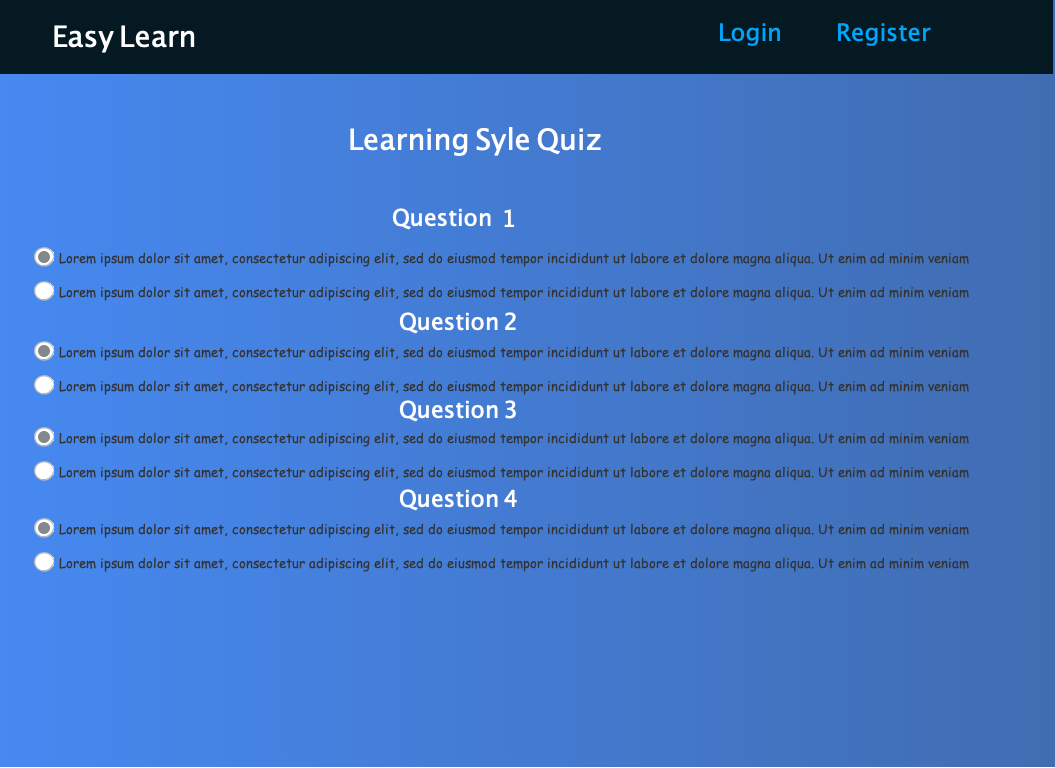 Easy Learn Login Register
Learning Syle Quiz
Question 1
Lorem ipsum dolor sit amet, consectetur adipiscing elit, sed do eiusmod tempor incididunt ut labore et dolore magna aliqua. Ut enim ad minim veniam
Lorem ipsum dolor sit amet, consectetur adipiscing elit, sed do eiusmod tempor incididunt ut labore et dolore magna aliqua. Ut enim ad minim veniam
Question 2
Lorem ipsum dolor sit amet, consectetur adipiscing elit, sed do eiusmod tempor incididunt ut labore et dolore magna aliqua. Ut enim ad minim veniam
Lorem ipsum dolor sit amet, consectetur adipiscing elit, sed do eiusmod tempor incididunt ut labore et dolore magna aliqua. Ut enim ad minim veniam
Question 3
Lorem ipsum dolor sit amet, consectetur adipiscing elit, sed do eiusmod tempor incididunt ut labore et dolore magna aliqua. Ut enim ad minim veniam
Lorem ipsum dolor sit amet, consectetur adipiscing elit, sed do eiusmod tempor incididunt ut labore et dolore magna aliqua. Ut enim ad minim veniam
Question 4
Lorem ipsum dolor sit amet, consectetur adipiscing elit, sed do eiusmod tempor incididunt ut labore et dolore magna aliqua. Ut enim ad minim veniam
Lorem ipsum dolor sit amet, consectetur adipiscing elit, sed do eiusmod tempor incididunt ut labore et dolore magna aliqua. Ut enim ad minim veniam